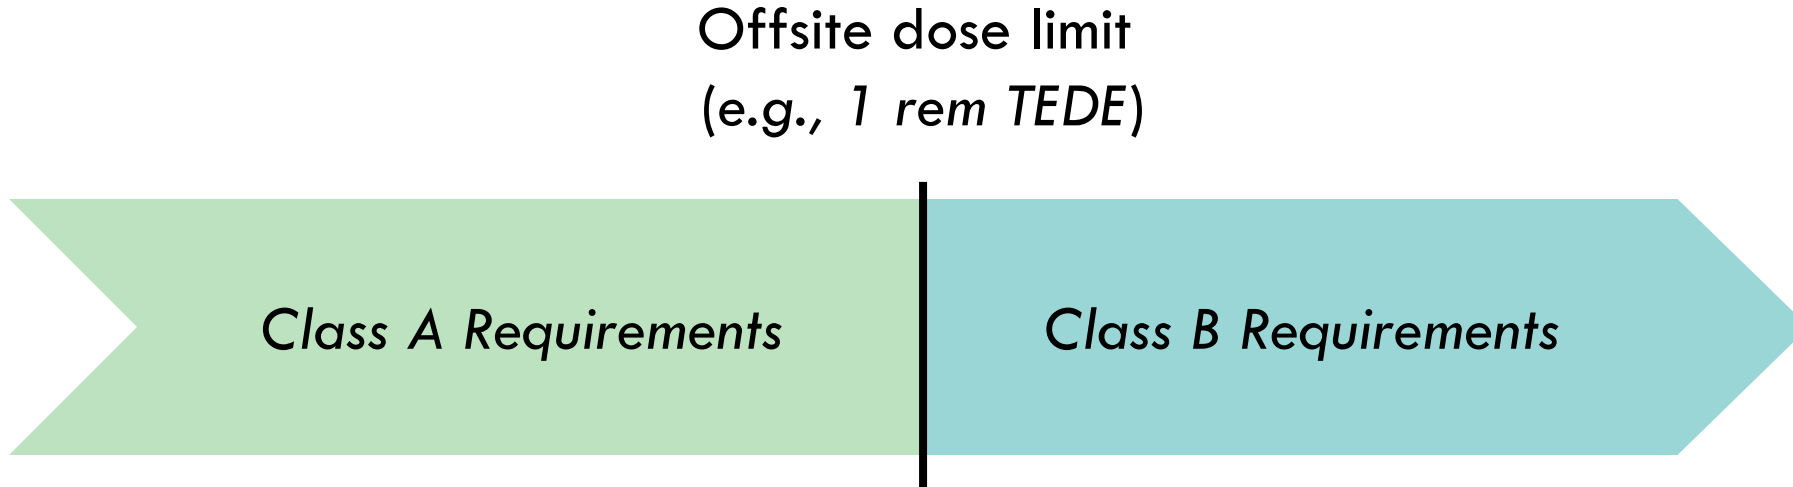 Offsite dose limit
(e.g., 1 rem TEDE)
Class A Requirements
Class B Requirements